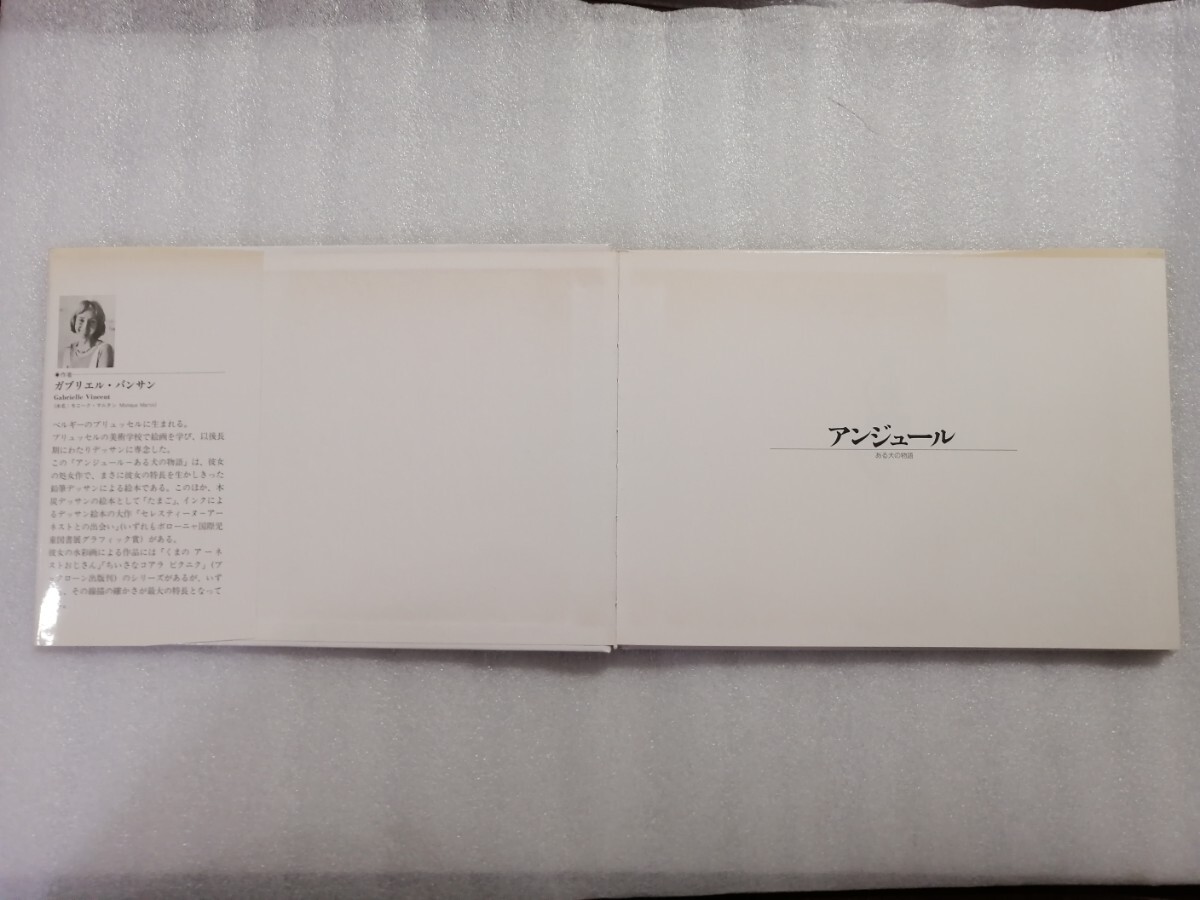 ●作者
ガブリエル・バンサン
Gabrielle Vincent
(本名：モニック・マルタン Monique Martin)
ベルギーのブリュッセルに生まれる。
ブリュッセルの美術学校で絵画を学び、以後長
期にわたりデッサンに専念した。
この『アンジュール－ある犬の物語』は、彼女
の処女作で、まさに彼女の特長を生かしきった
鉛筆デッサンによる絵本である。このほか、木
炭デッサンの絵本として『たまご』、インクによ
るデッサン絵本の大作『セレスティーヌ－アー
ネストとの出会い』(いずれもボローニャ国際児
童図書展グラフィック賞)がある。
彼女の水彩画による作品には『くまの アーネ
ストおじさん』『ちいさなコアラ ピクニク』(ブ
クローン出版刊)のシリーズがあるが、いず
、その線描の確かさが最大の特長となって
アンジュール
ある犬の物語